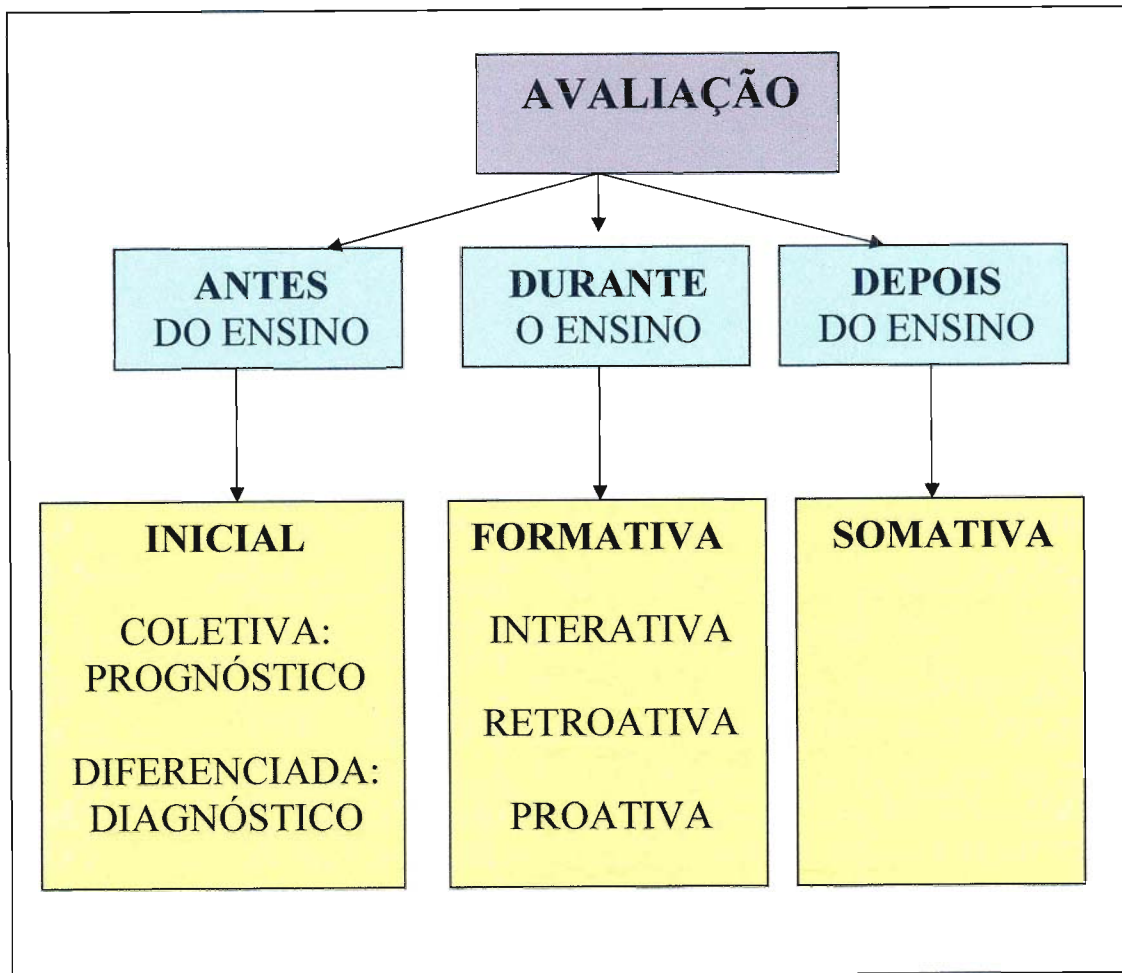 AVALIAÇÃO
ANTES
DO ENSINO
DURANTE
O ENSINO
DEPOIS
DO ENSINO
INICIAL
COLETIVA:
PROGNÓSTICO
DIFERENCIADA:
DIAGNÓSTICO
FORMATIVA
INTERATIVA
RETROATIVA
PROATIVA
SOMATIVA